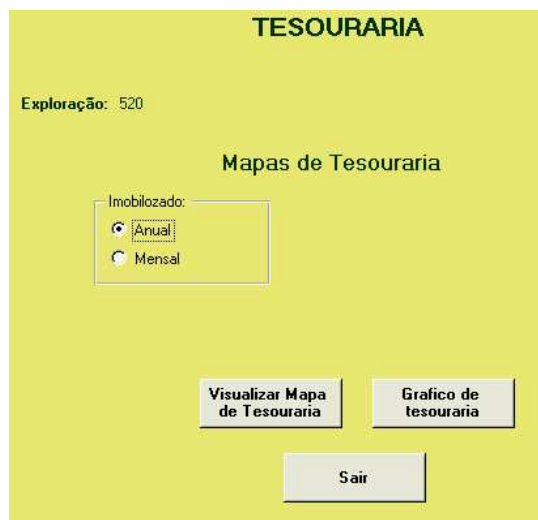 TESOURARIA
Exploração: 520
Mapas de Tesouraria
Imobilozado:
Anual
Mensal
Visualizar Mapa
de Tesouraria
Grafico de
tesouraria
Sair